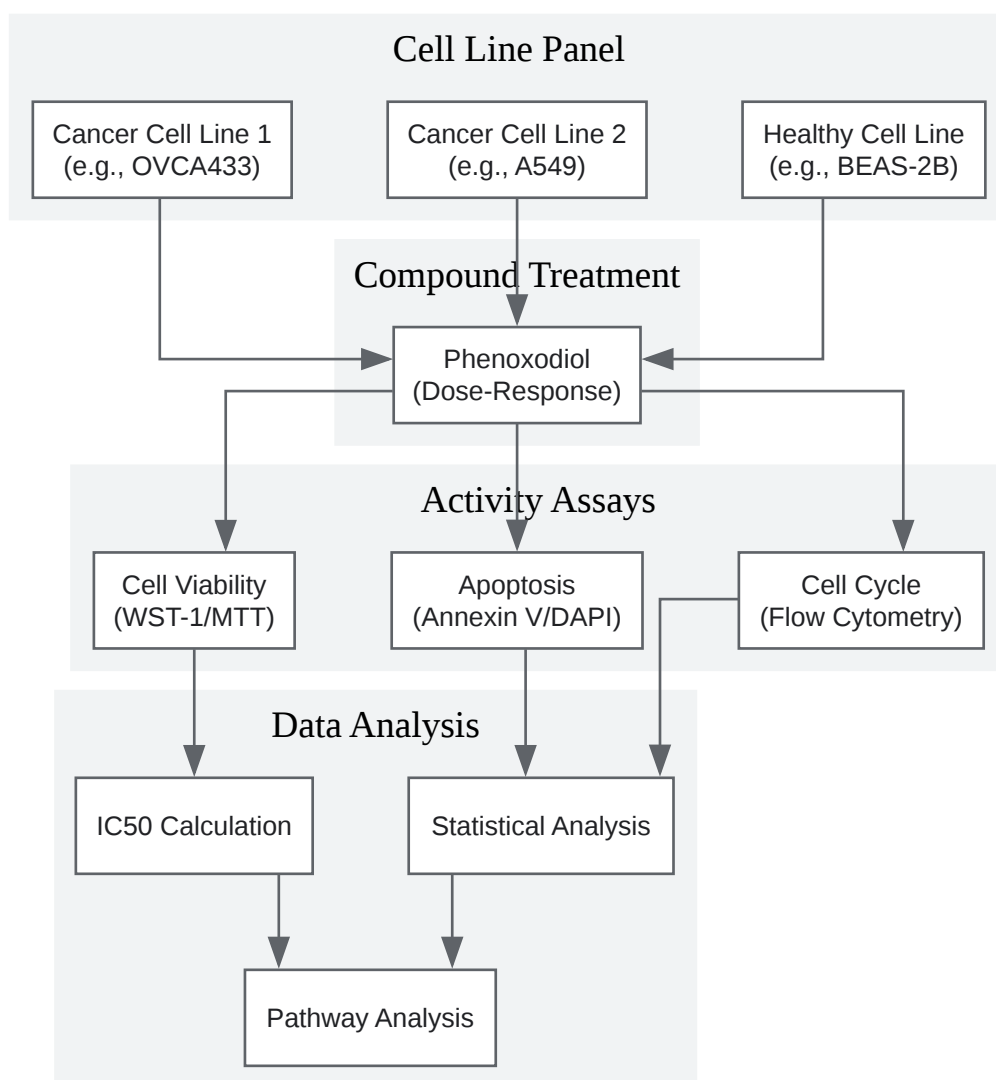 Cell Line Panel
Cancer Cell Line 1
(e.g., OVCA433)
Cancer Cell Line 2
(e.g., A549)
Healthy Cell Line
(e.g., BEAS-2B)
Compound Treatment
Phenoxodiol
(Dose-Response)
Activity Assays
Cell Viability
(WST-1/MTT)
Apoptosis
(Annexin V/DAPI)
Cell Cycle
(Flow Cytometry)
Data Analysis
IC50 Calculation
Statistical Analysis
Pathway Analysis